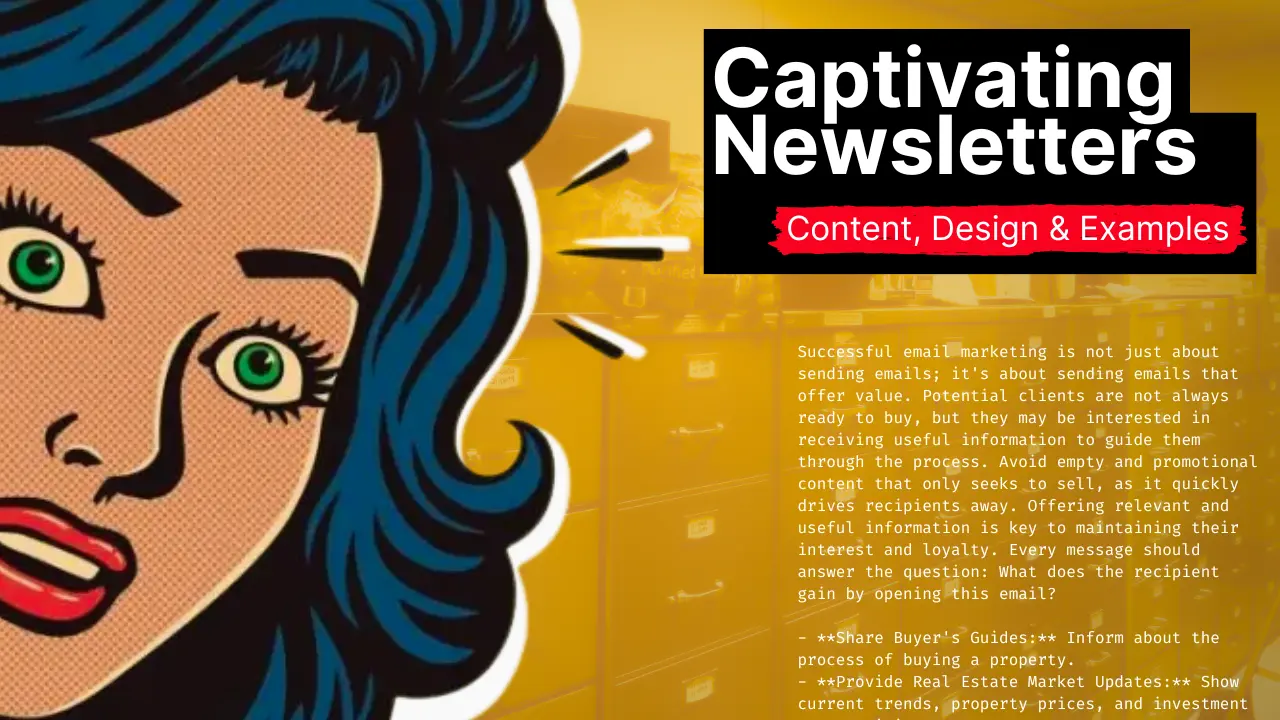 Captivating
Newsletters
Content, Design & Examples
Successful email marketing is not just about
sending emails; it's about sending emails that
offer value. Potential clients are not always
ready to buy, but they may be interested in
receiving useful information to guide them
through the process. Avoid empty and promotional
content that only seeks to sell, as it quickly
drives recipients away. Offering relevant and
useful information is key to maintaining their
interest and loyalty. Every message should
answer the question: What does the recipient
gain by opening this email?
- **Share Buyer's Guides:** Inform about the
process of buying a property.
- **Provide Real Estate Market Updates:** Show
current trends, property prices, and investment